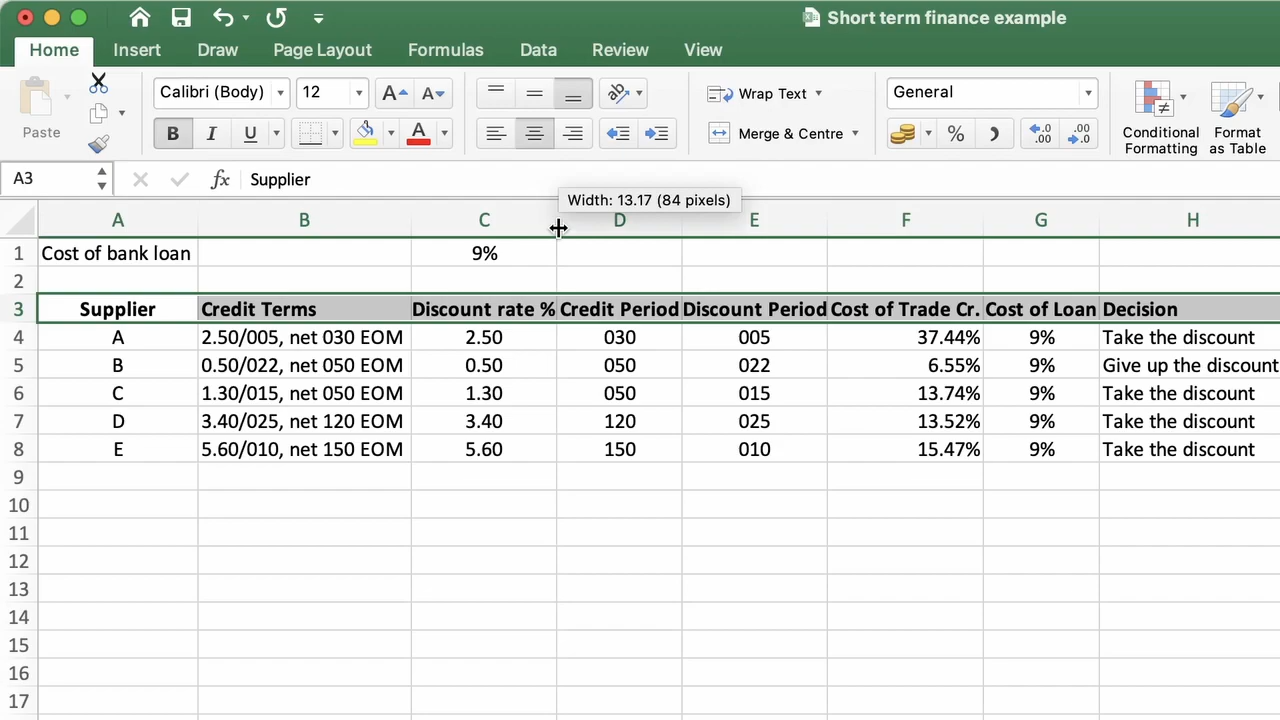 Short term finance example
Home Insert Draw Page Layout Formulas Data Review View
Paste
Calibri (Body) 12 A A
B I U A
Wrap Text
Merge & Centre
General
% .0 .00 .00 .0
Conditional Formatting
Format as Table
A3 fx Supplier
Width: 13.17 (84 pixels)
A B C D E F G H
1 Cost of bank loan 9%
2
3 Supplier Credit Terms Discount rate % Credit Period Discount Period Cost of Trade Cr. Cost of Loan Decision
4 A 2.50/005, net 030 EOM 2.50 030 005 37.44% 9% Take the discount
5 B 0.50/022, net 050 EOM 0.50 050 022 6.55% 9% Give up the discount
6 C 1.30/015, net 050 EOM 1.30 050 015 13.74% 9% Take the discount
7 D 3.40/025, net 120 EOM 3.40 120 025 13.52% 9% Take the discount
8 E 5.60/010, net 150 EOM 5.60 150 010 15.47% 9% Take the discount
9
10
11
12
13
14
15
16
17